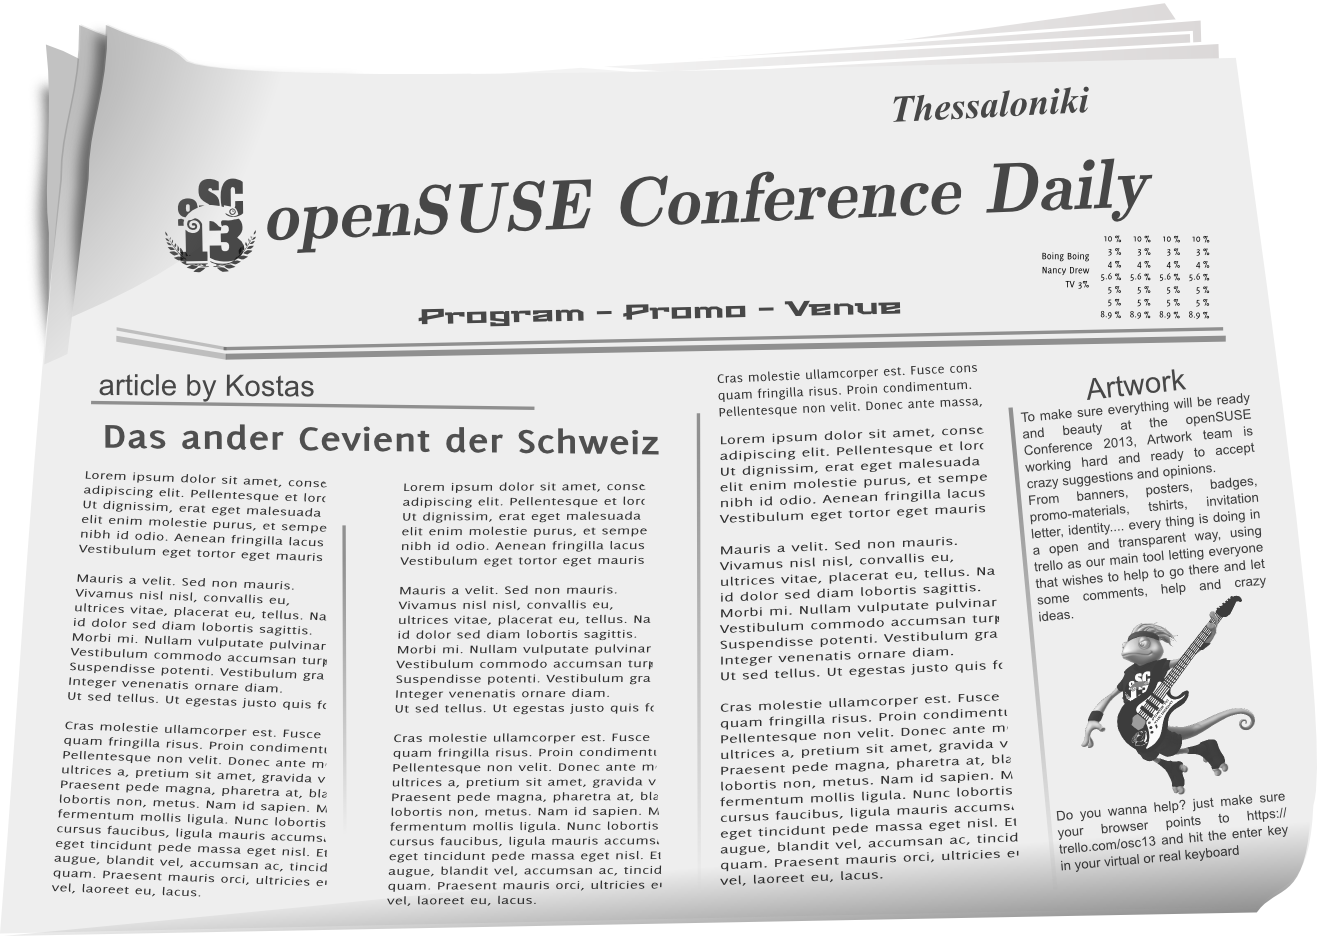 Thessaloniki
oSC
13
openSUSE Conference Daily
10 % 10 % 10 % 10 %
3 % 3 % 3 % 3 %
4 % 4 % 4 % 4 %
5.6 % 5.6 % 5.6 % 5.6 %
5 % 5 % 5 % 5 %
5 % 5 % 5 % 5 %
8.9 % 8.9 % 8.9 % 8.9 %
Boing Boing
Nancy Drew
TV 3%
Program - Promo - Venue
article by Kostas
Das ander Cevient der Schweiz
Lorem ipsum dolor sit amet, conse
adipiscing elit. Pellentesque et lorc
Ut dignissim, erat eget malesuada
elit enim molestie purus, et sempe
nibh id odio. Aenean fringilla lacus
Vestibulum eget tortor eget mauris
Mauris a velit. Sed non mauris.
Vivamus nisl nisl, convallis eu,
ultrices vitae, placerat eu, tellus. Na
id dolor sed diam lobortis sagittis.
Morbi mi. Nullam vulputate pulvinar
Vestibulum commodo accumsan turp
Suspendisse potenti. Vestibulum gra
Integer venenatis ornare diam.
Ut sed tellus. Ut egestas justo quis fc
Cras molestie ullamcorper est. Fusce
quam fringilla risus. Proin condimentu
Pellentesque non velit. Donec ante m
ultrices a, pretium sit amet, gravida v
Praesent pede magna, pharetra at, bla
lobortis non, metus. Nam id sapien. M
fermentum mollis ligula. Nunc lobortis
cursus faucibus, ligula mauris accums
eget tincidunt pede massa eget nisl. Et
augue, blandit vel, accumsan ac, tincid
quam. Praesent mauris orci, ultricies e
vel, laoreet eu, lacus.
Lorem ipsum dolor sit amet, conse
adipiscing elit. Pellentesque et lorc
Ut dignissim, erat eget malesuada
elit enim molestie purus, et sempe
nibh id odio. Aenean fringilla lacus
Vestibulum eget tortor eget mauris
Mauris a velit. Sed non mauris.
Vivamus nisl nisl, convallis eu,
ultrices vitae, placerat eu, tellus. Na
id dolor sed diam lobortis sagittis.
Morbi mi. Nullam vulputate pulvinar
Vestibulum commodo accumsan turp
Suspendisse potenti. Vestibulum gra
Integer venenatis ornare diam.
Ut sed tellus. Ut egestas justo quis fc
Cras molestie ullamcorper est. Fusce
quam fringilla risus. Proin condimentu
Pellentesque non velit. Donec ante m
ultrices a, pretium sit amet, gravida v
Praesent pede magna, pharetra at, bla
lobortis non, metus. Nam id sapien. M
fermentum mollis ligula. Nunc lobortis
cursus faucibus, ligula mauris accums
eget tincidunt pede massa eget nisl. Et
augue, blandit vel, accumsan ac, tincid
quam. Praesent mauris orci, ultricies e
vel, laoreet eu, lacus.
Cras molestie ullamcorper est. Fusce cons
quam fringilla risus. Proin condimentum.
Pellentesque non velit. Donec ante massa,
Lorem ipsum dolor sit amet, conse
adipiscing elit. Pellentesque et lorc
Ut dignissim, erat eget malesuada
elit enim molestie purus, et sempe
nibh id odio. Aenean fringilla lacus
Vestibulum eget tortor eget mauris
Mauris a velit. Sed non mauris.
Vivamus nisl nisl, convallis eu,
ultrices vitae, placerat eu, tellus. Na
id dolor sed diam lobortis sagittis.
Morbi mi. Nullam vulputate pulvinar
Vestibulum commodo accumsan turp
Suspendisse potenti. Vestibulum gra
Integer venenatis ornare diam.
Ut sed tellus. Ut egestas justo quis fc
Cras molestie ullamcorper est. Fusce
quam fringilla risus. Proin condimentu
Pellentesque non velit. Donec ante m
ultrices a, pretium sit amet, gravida v
Praesent pede magna, pharetra at, bla
lobortis non, metus. Nam id sapien. M
fermentum mollis ligula. Nunc lobortis
cursus faucibus, ligula mauris accums
eget tincidunt pede massa eget nisl. Et
augue, blandit vel, accumsan ac, tincid
quam. Praesent mauris orci, ultricies e
vel, laoreet eu, lacus.
Artwork
To make sure everything will be ready
and beauty at the openSUSE
Conference 2013, Artwork team is
working hard and ready to accept
crazy suggestions and opinions.
From banners, posters, badges,
promo-materials, tshirts, invitation
letter, identity.... every thing is doing in
a open and transparent way, using
trello as our main tool letting everyone
that wishes to help to go there and let
some comments, help and crazy
ideas.
Do you wanna help? just make sure
your browser points to https://
trello.com/osc13 and hit the enter key
in your virtual or real keyboard